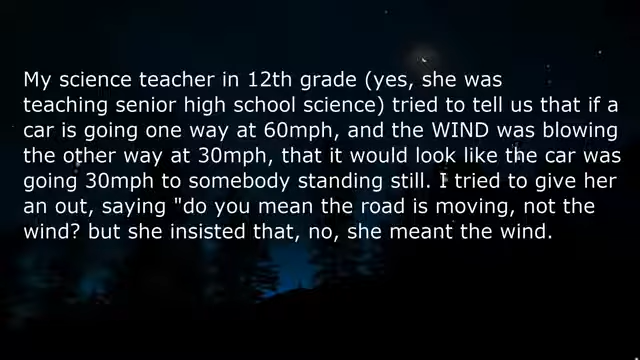 My science teacher in 12th grade (yes, she was
teaching senior high school science) tried to tell us that if a
car is going one way at 60mph, and the WIND was blowing
the other way at 30mph, that it would look like the car was
going 30mph to somebody standing still. I tried to give her
an out, saying "do you mean the road is moving, not the
wind? but she insisted that, no, she meant the wind.